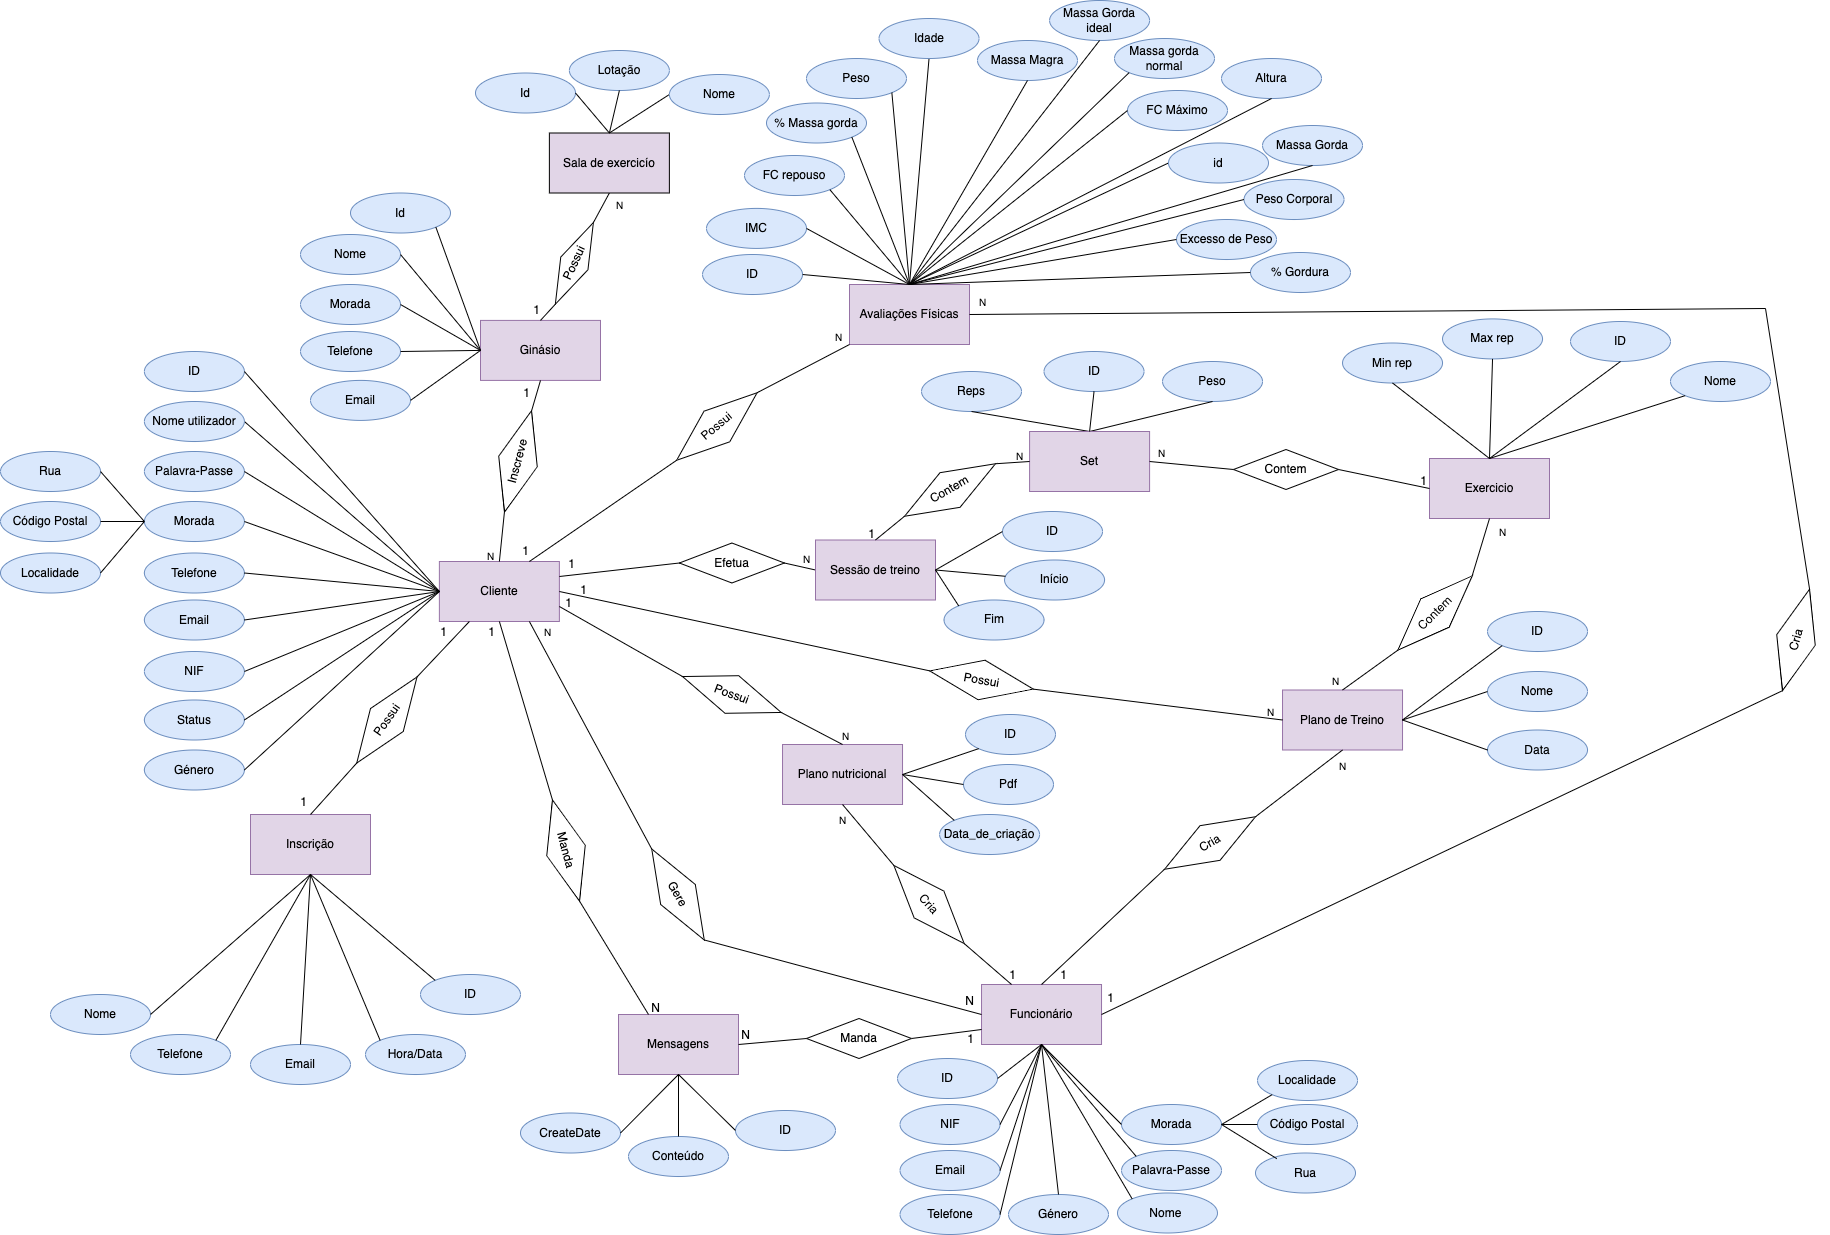 Massa Gorda
ideal
Idade
Massa Magra
Massa gorda
normal
Lotação
Peso
Altura
Id
Nome
FC Máximo
% Massa gorda
Massa Gorda
Sala de exercicío
id
FC repouso
Peso Corporal
N
Id
IMC
Excesso de Peso
Nome
Possui
ID
% Gordura
Morada
1
N
Avaliações Físicas
Telefone
Ginásio
N
Max rep
ID
Min rep
ID
1
ID
Peso
Nome
Email
Reps
Nome utilizador
Possui
Inscreve
N
Set
N
Contem
Rua
Palavra-Passe
Contem
1
Exercicio
Código Postal
Morada
1
ID
N
N
1
1
Efetua
N
Localidade
Telefone
Sessão de treino
Início
Cliente
1
1
Contem
Email
Fim
1
1
N
ID
Cria
NIF
Possui
N
Possui
Nome
Status
Possui
N
Plano de Treino
ID
N
Data
Género
Plano nutricional
N
Pdf
1
N
Data_de_criação
Inscrição
Manda
Cria
Gere
Cria
1
1
ID
N
1
N
Nome
Funcionário
N
1
Manda
Mensagens
Telefone
Email
Hora/Data
ID
Localidade
CreateDate
ID
NIF
Morada
Código Postal
Conteúdo
Email
Palavra-Passe
Rua
Telefone
Género
Nome